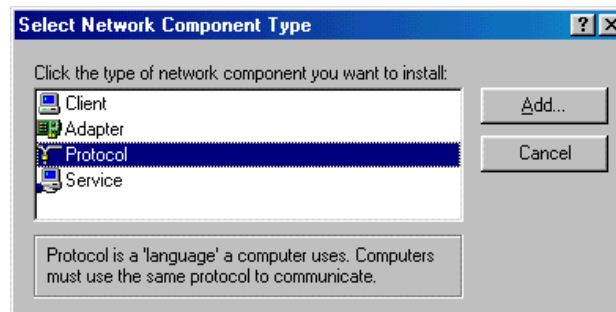 Select Network Component Type
Click the type of network component you want to install:
Client
Adapter
Protocol
Service
Add...
Cancel
Protocol is a 'language' a computer uses. Computers
must use the same protocol to communicate.